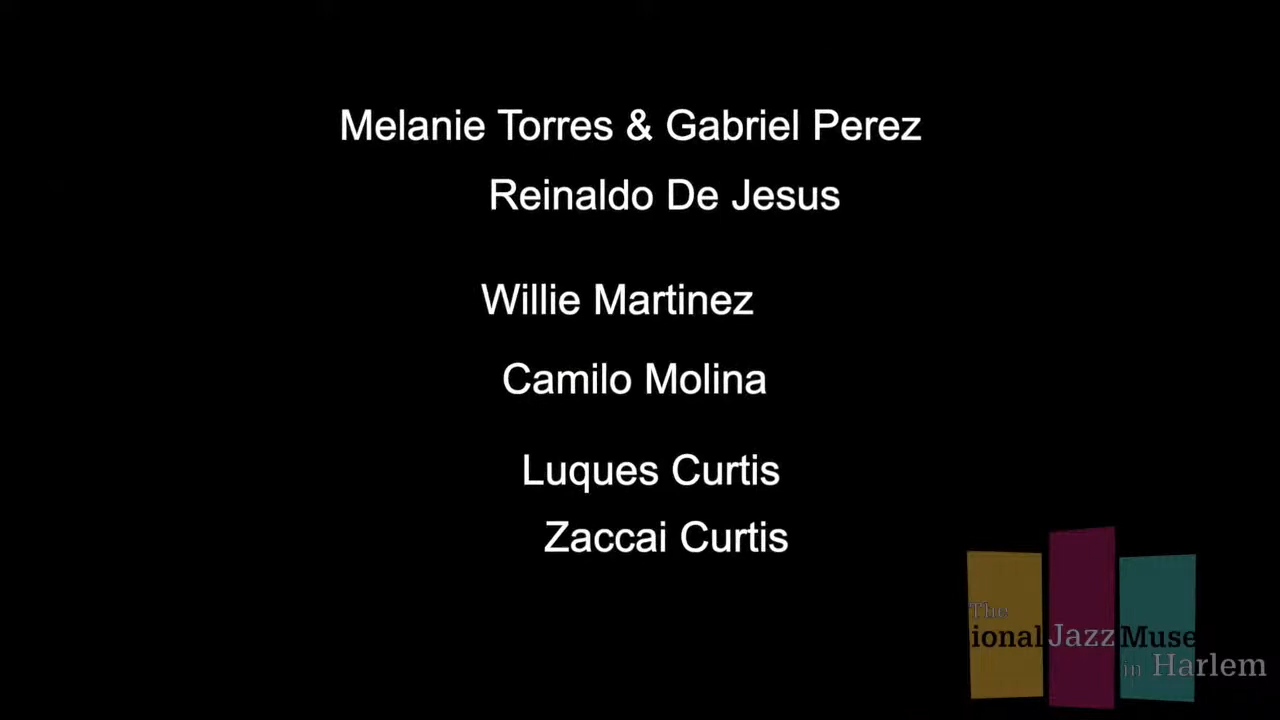 Melanie Torres & Gabriel Perez
Reinaldo De Jesus
Willie Martinez
Camilo Molina
Luques Curtis
Zaccai Curtis
The
ional Jazz Muse
in Harlem